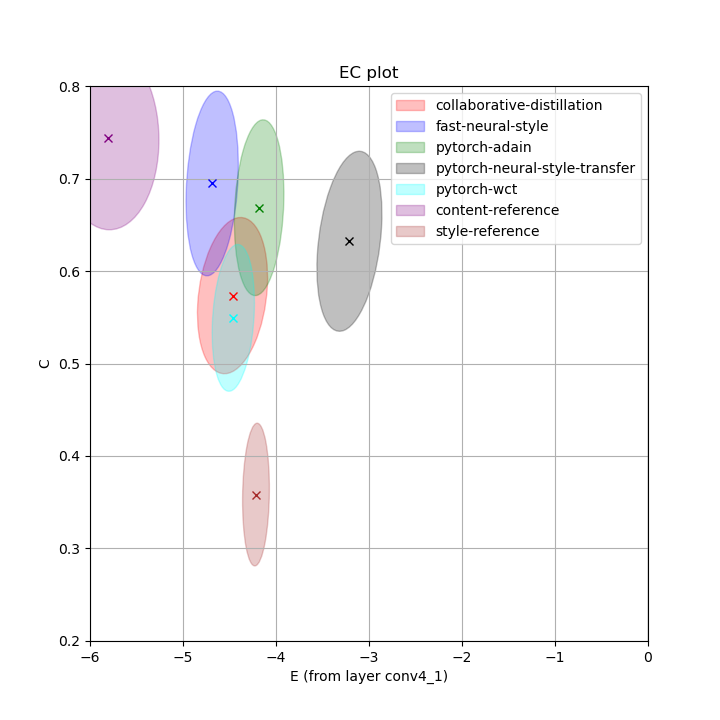 EC plot
0.8
0.7
0.6
0.5
0.4
0.3
0.2
C
collaborative-distillation
fast-neural-style
pytorch-adain
pytorch-neural-style-transfer
pytorch-wct
content-reference
style-reference
−6 −5 −4 −3 −2 −1 0
E (from layer conv4_1)